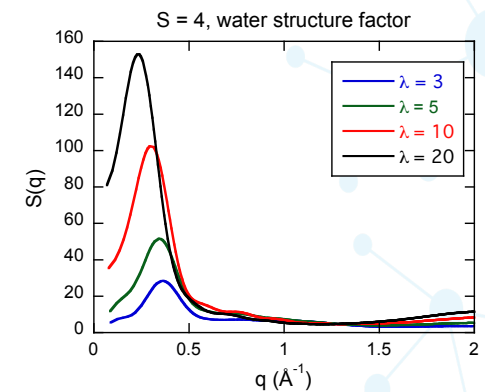 S = 4, water structure factor
160
140
120
100
80
60
40
20
0
S(q)
λ = 3
λ = 5
λ = 10
λ = 20
0 0.5 1 1.5 2
q (Å⁻¹)